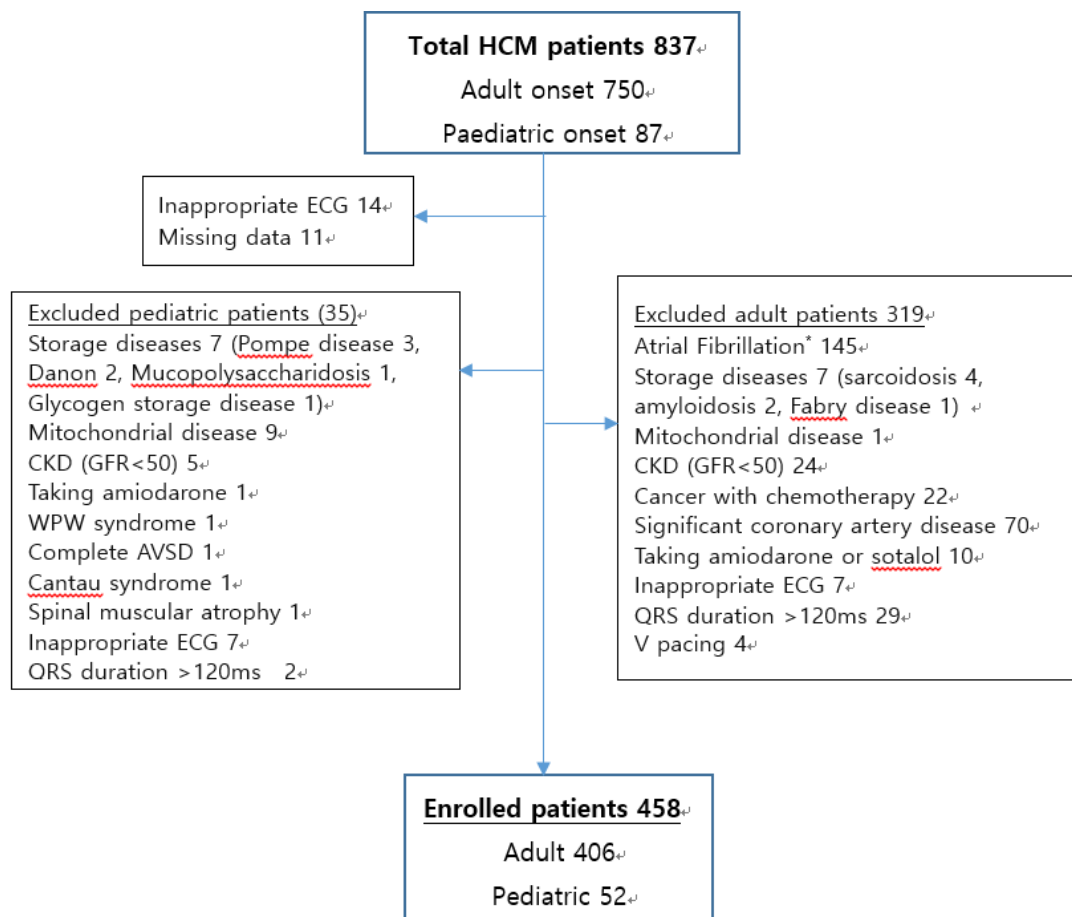 Total HCM patients 837
Adult onset 750
Paediatric onset 87
Inappropriate ECG 14
Missing data 11
Excluded pediatric patients (35)
Storage diseases 7 (Pompe disease 3,
Danon 2, Mucopolysaccharidosis 1,
Glycogen storage disease 1)
Mitochondrial disease 9
CKD (GFR<50) 5
Taking amiodarone 1
WPW syndrome 1
Complete AVSD 1
Cantau syndrome 1
Spinal muscular atrophy 1
Inappropriate ECG 7
QRS duration >120ms 2
Excluded adult patients 319
Atrial Fibrillation* 145
Storage diseases 7 (sarcoidosis 4,
amyloidosis 2, Fabry disease 1)
Mitochondrial disease 1
CKD (GFR<50) 24
Cancer with chemotherapy 22
Significant coronary artery disease 70
Taking amiodarone or sotalol 10
Inappropriate ECG 7
QRS duration >120ms 29
V pacing 4
Enrolled patients 458
Adult 406
Pediatric 52